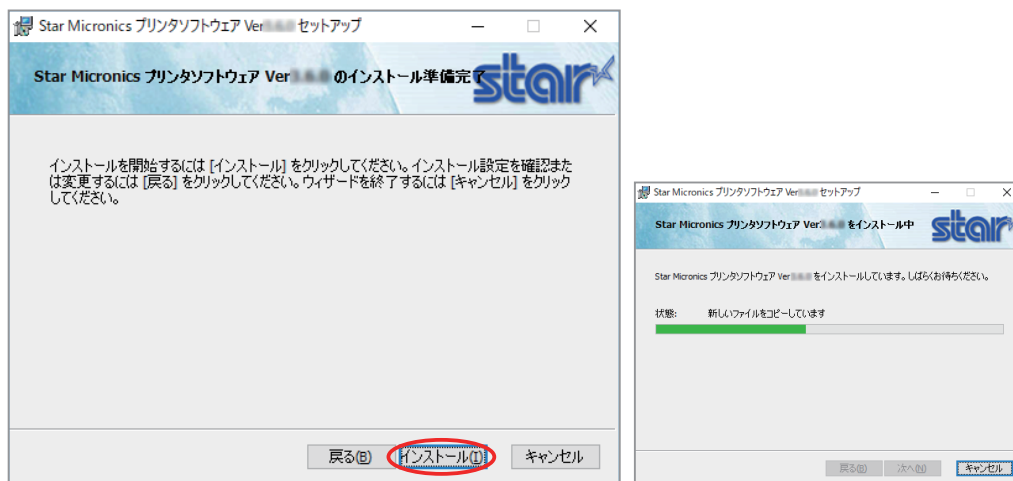 Star Micronics プリンタソフトウェア Ver セットアップ
Star Micronics プリンタソフトウェア Ver のインストール準備完了
star
インストールを開始するには [インストール] をクリックしてください。インストール設定を確認また
は変更するには [戻る] をクリックしてください。ウィザードを終了するには [キャンセル] をクリック
してください。
戻る(B) インストール(I) キャンセル
Star Micronics プリンタソフトウェア Ver セットアップ
Star Micronics プリンタソフトウェア Ver をインストール中
star
Star Micronics プリンタソフトウェア Ver をインストールしています。しばらくお待ちください。
状態: 新しいファイルをコピーしています
戻る(B) 次へ(N) キャンセル